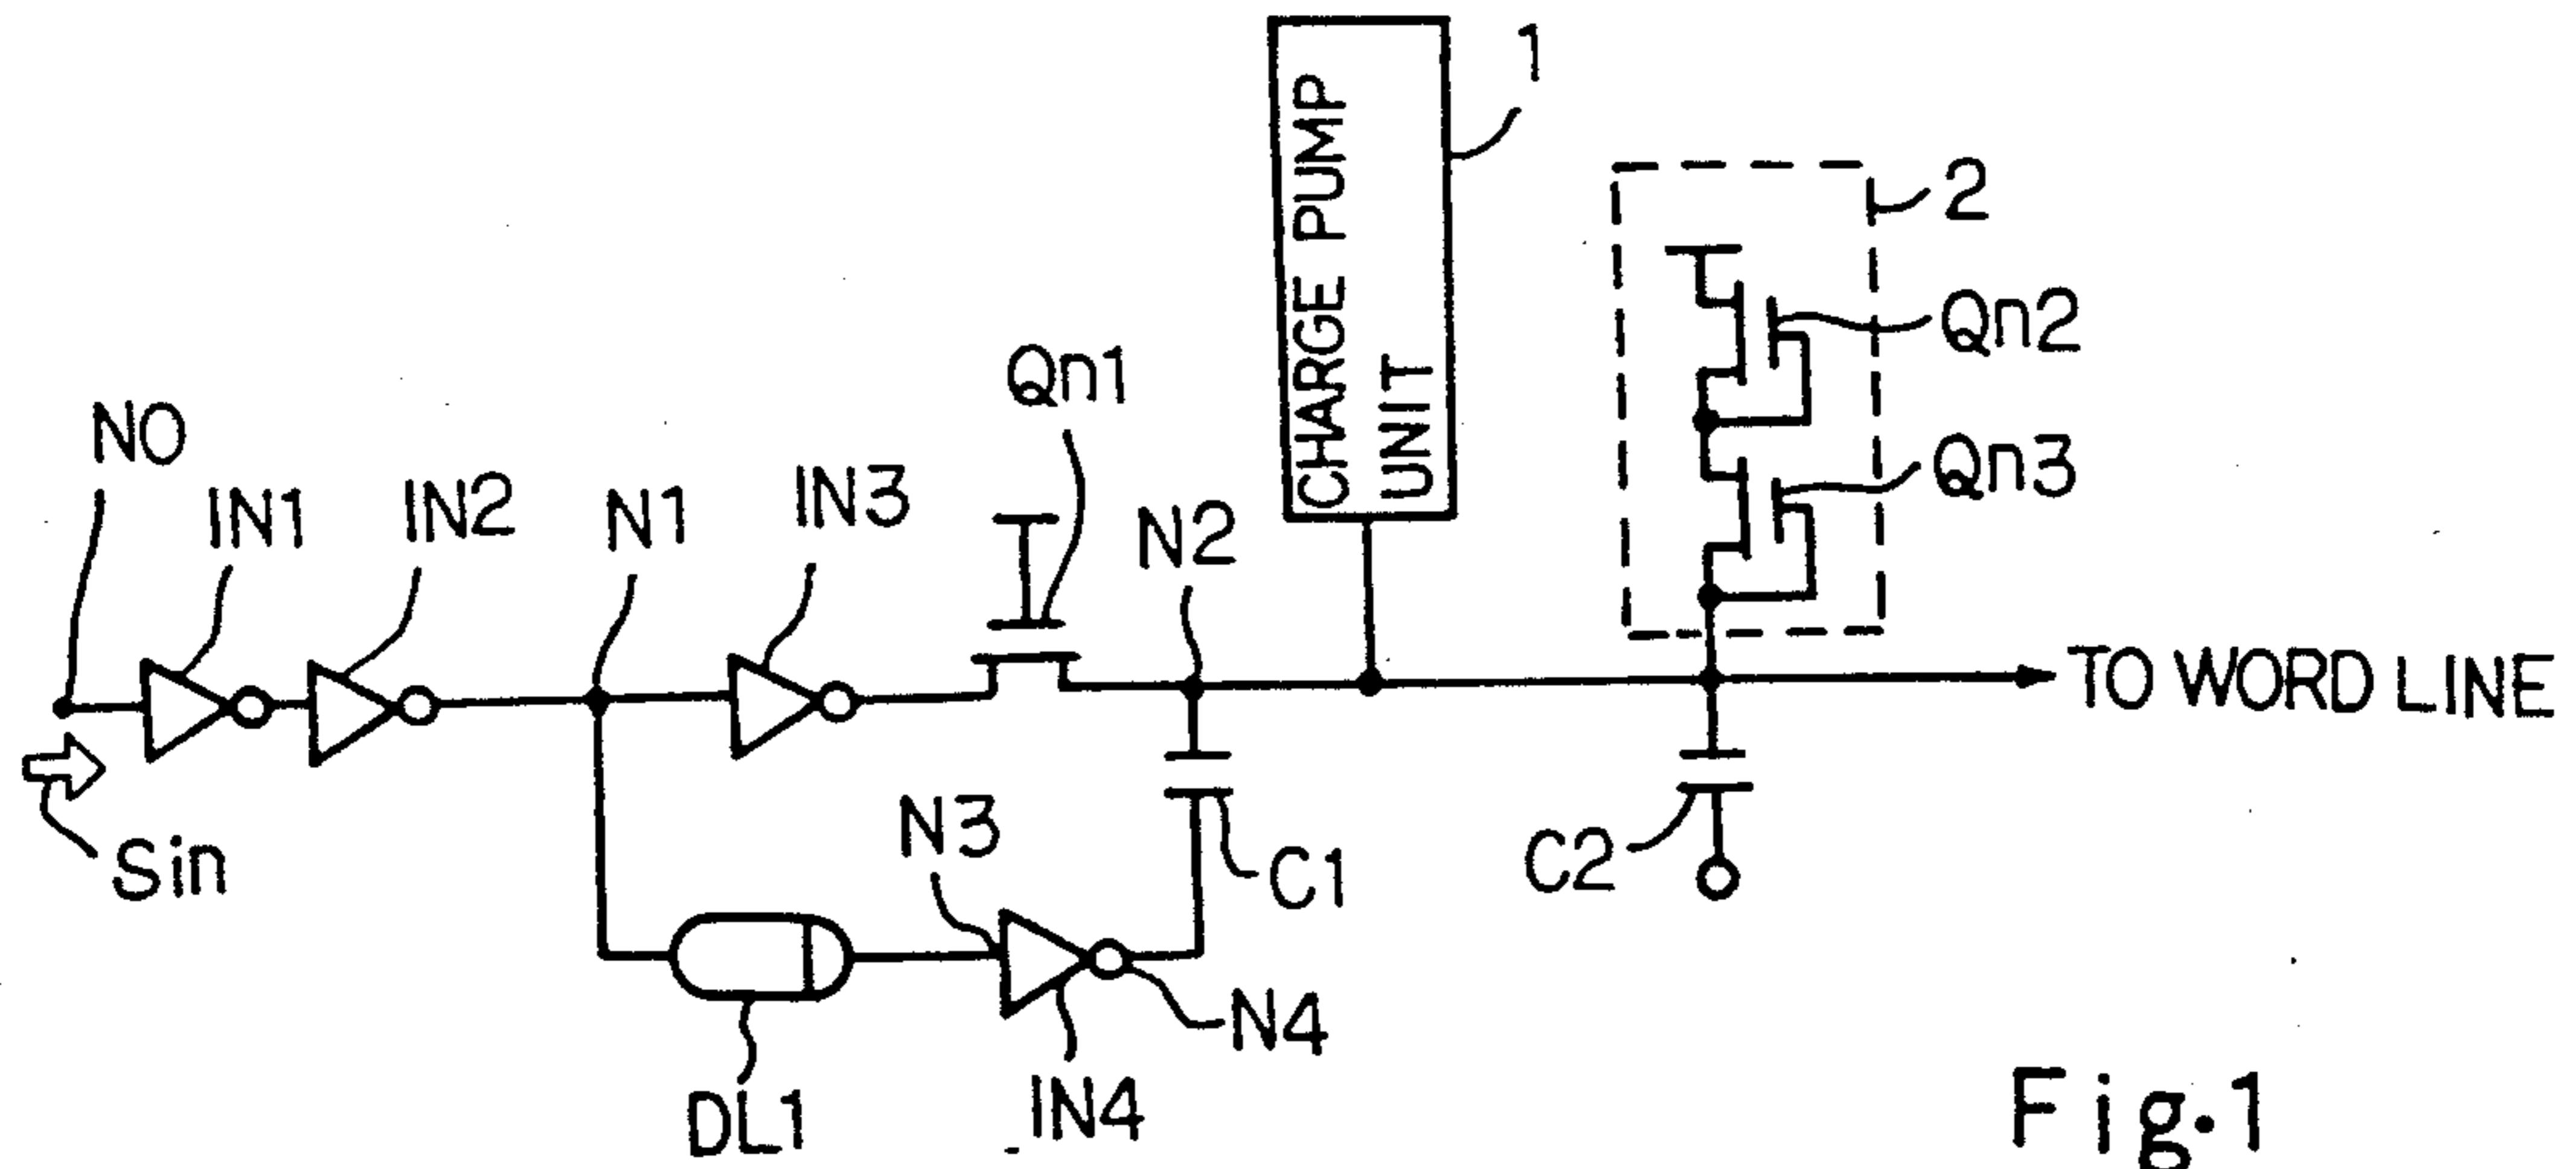 1
CHARGE PUMP
UNIT
2
Qn2
Qn1
N0
Qn3
IN1
IN2
N1
IN3
N2
TO WORD LINE
Sin
N3
C1
C2
N4
DL1
IN4
Fig.1